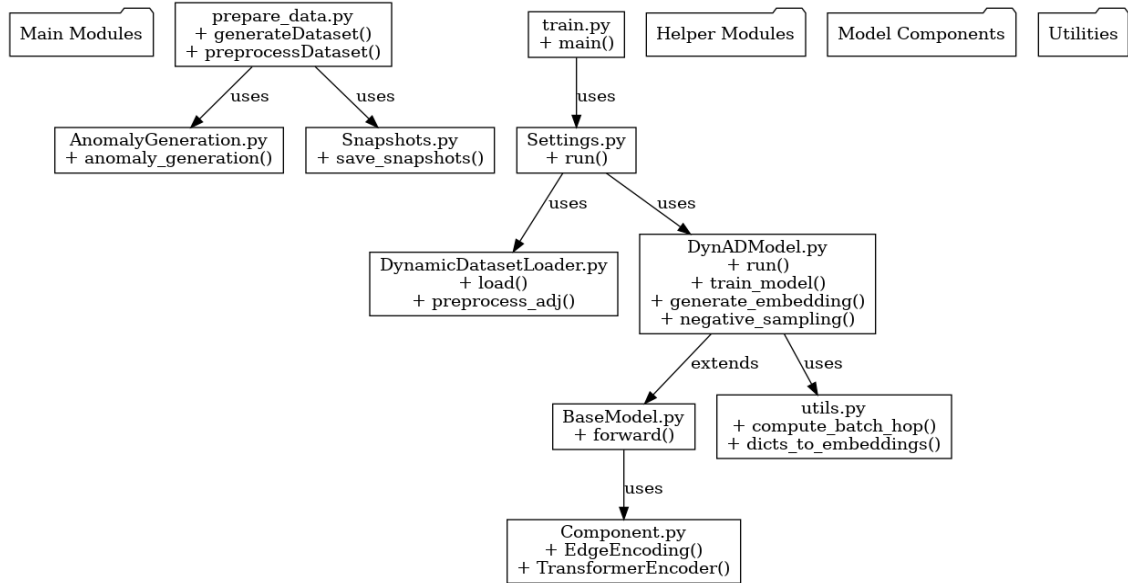 Main Modules
prepare_data.py
+ generateDataset()
+ preprocessDataset()
train.py
+ main()
Helper Modules
Model Components
Utilities
uses
uses
uses
AnomalyGeneration.py
+ anomaly_generation()
Snapshots.py
+ save_snapshots()
Settings.py
+ run()
uses
uses
DynamicDatasetLoader.py
+ load()
+ preprocess_adj()
DynADModel.py
+ run()
+ train_model()
+ generate_embedding()
+ negative_sampling()
extends
uses
BaseModel.py
+ forward()
utils.py
+ compute_batch_hop()
+ dicts_to_embeddings()
uses
Component.py
+ EdgeEncoding()
+ TransformerEncoder()